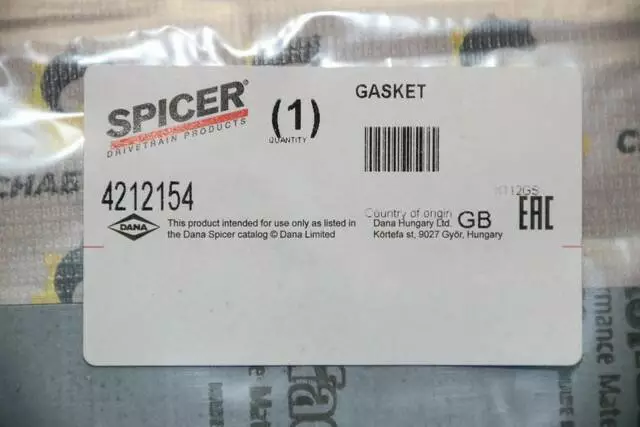 SPICER®
DRIVETRAIN PRODUCTS
(1)
QUANTITY
GASKET
4212154
DANA
This product intended for use only as listed in
the Dana Spicer catalog © Dana Limited
Country of origin GB
Dana Hungary Ltd.
Körtefa st, 9027 Győr, Hungary
EAC